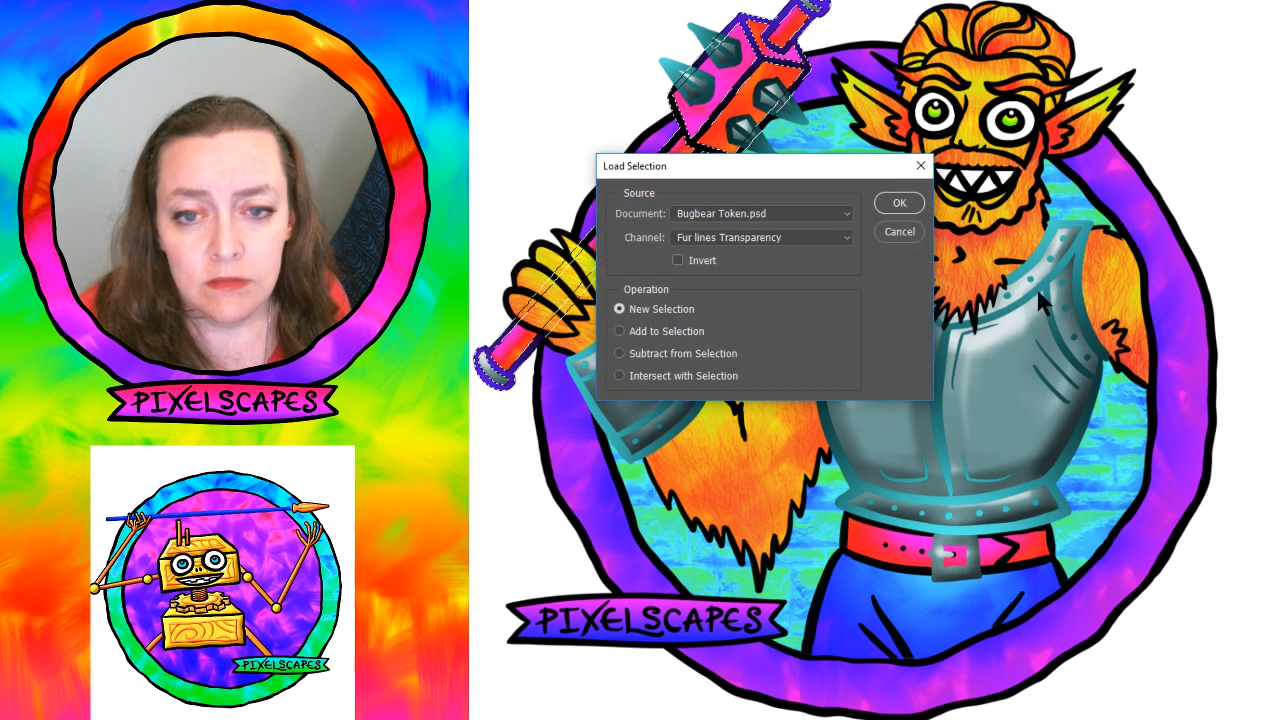 PIXELSCAPES
PIXELSCAPES
Load Selection
Source
Document: Bugbear Token.psd
Channel: Fur lines Transparency
Invert
OK
Cancel
Operation
New Selection
Add to Selection
Subtract from Selection
Intersect with Selection
PIXELSCAPES